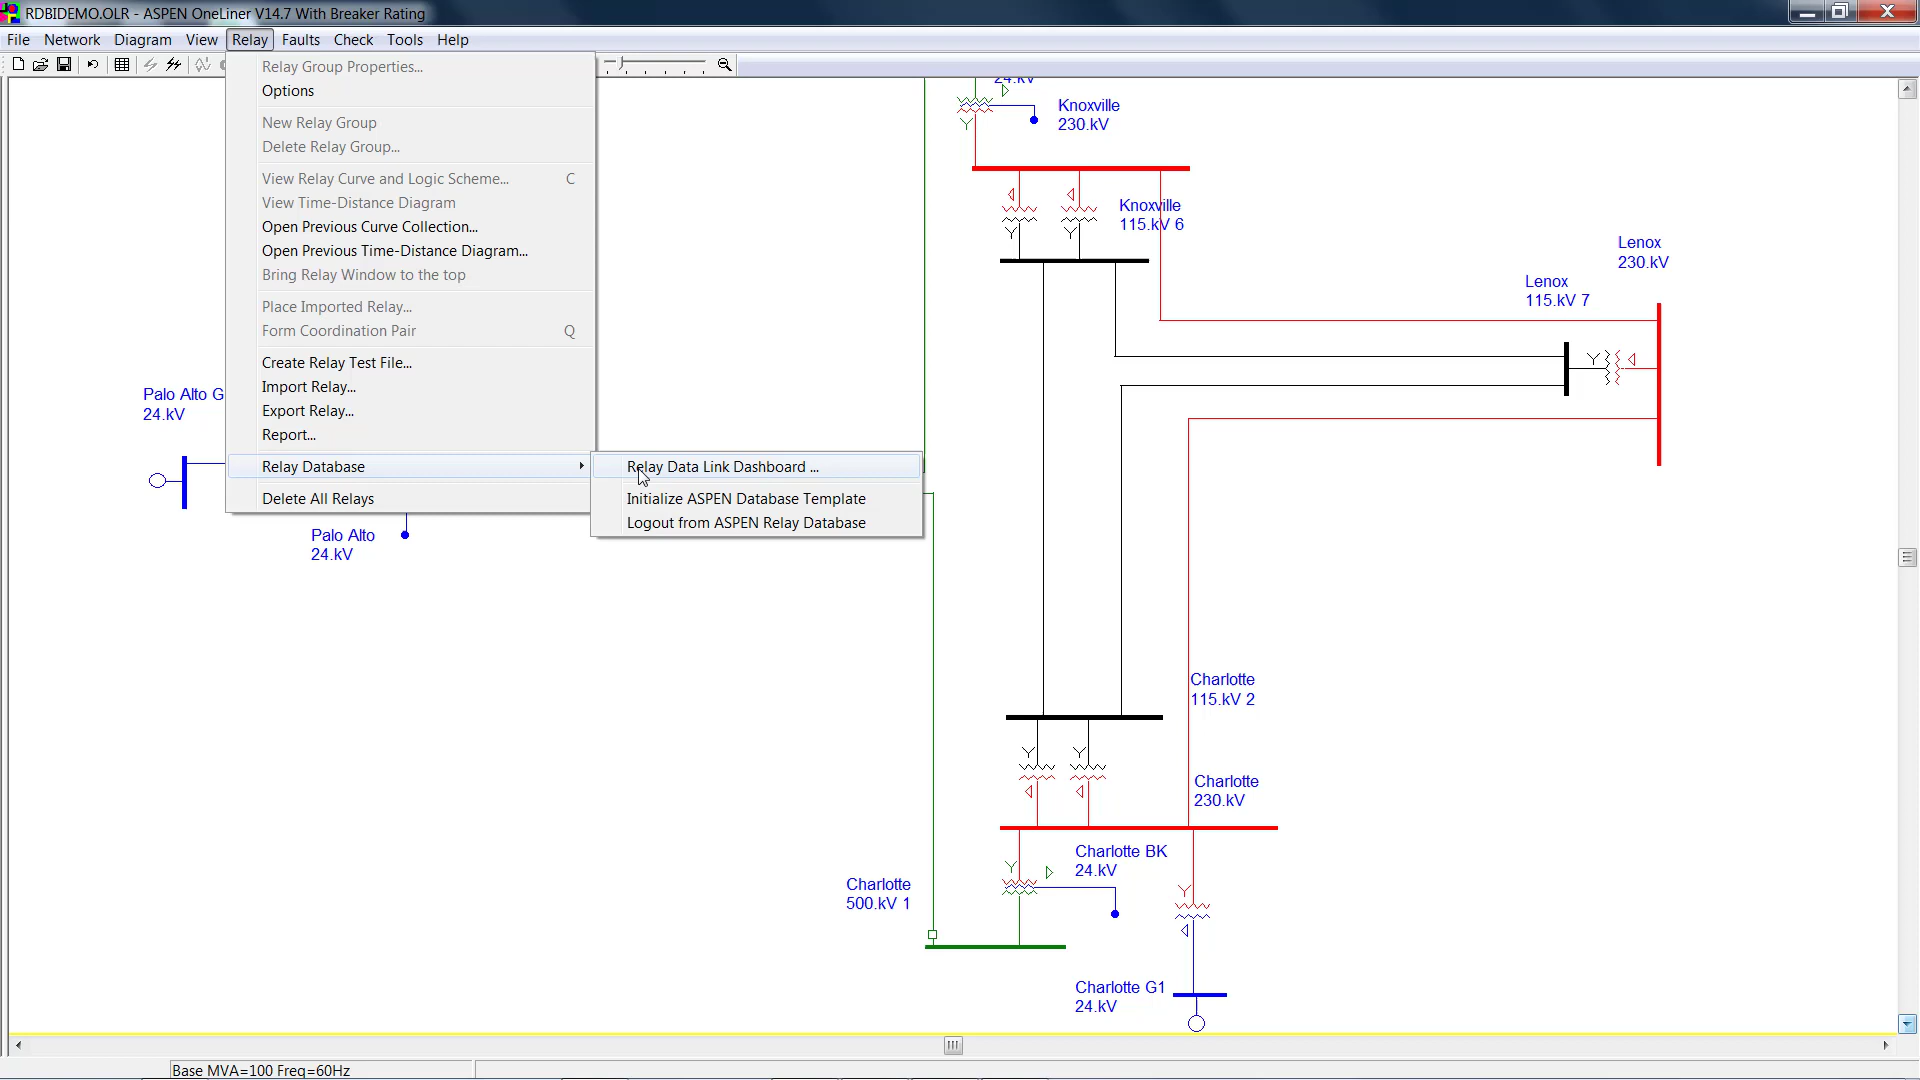 RDBIDEMO.OLR - ASPEN OneLiner V14.7 With Breaker Rating
File Network Diagram View Relay Faults Check Tools Help
Relay Group Properties...
Options
New Relay Group
Delete Relay Group...
View Relay Curve and Logic Scheme... C
View Time-Distance Diagram
Open Previous Curve Collection...
Open Previous Time-Distance Diagram...
Bring Relay Window to the top
Place Imported Relay...
Form Coordination Pair Q
Create Relay Test File...
Import Relay...
Export Relay...
Report...
Relay Database
Delete All Relays
Relay Data Link Dashboard ...
Initialize ASPEN Database Template
Logout from ASPEN Relay Database
24.kV
Knoxville
230.kV
Knoxville
115.kV 6
Lenox
230.kV
Lenox
115.kV 7
Palo Alto G
24.kV
Palo Alto
24.kV
Charlotte
115.kV 2
Charlotte
230.kV
Charlotte BK
24.kV
Charlotte
500.kV 1
Charlotte G1
24.kV
Base MVA=100 Freq=60Hz